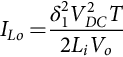 I_{Lo} = \frac{\delta_1^2 V_{DC}^2 T}{2 L_i V_o}